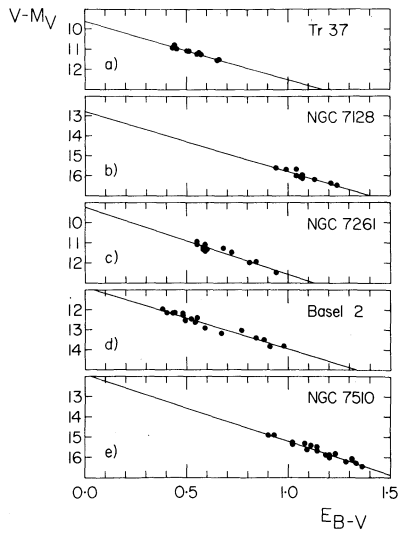 V-M_V
10
11
12
Tr 37
a)
13
14
15
16
NGC 7128
b)
10
11
12
NGC 7261
c)
12
13
14
Basel 2
d)
13
14
15
16
NGC 7510
e)
0·0 0·5 1·0 1·5
E_B-V